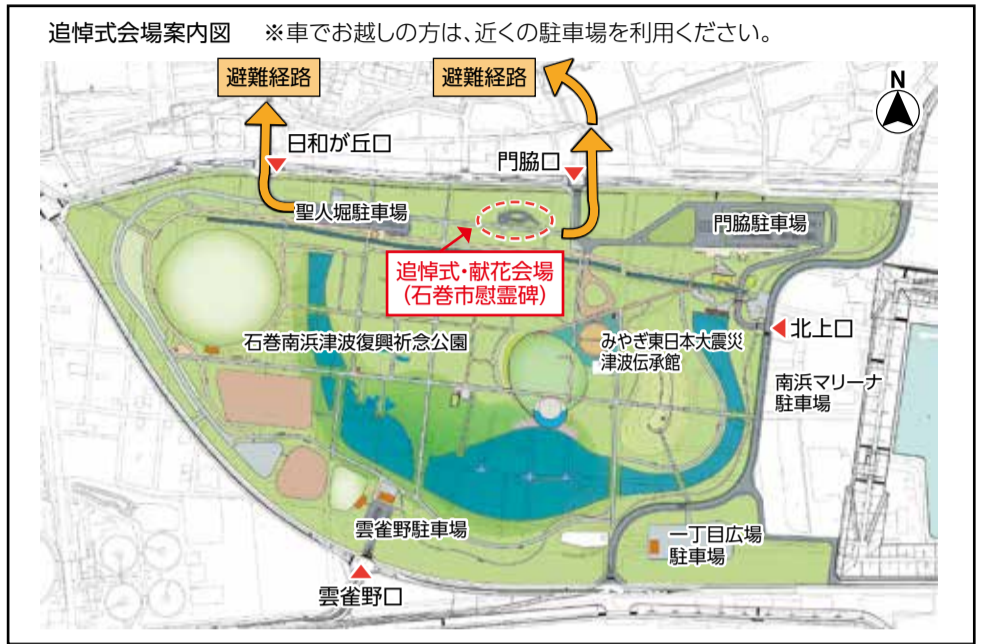 追悼式会場案内図　※車でお越しの方は、近くの駐車場を利用ください。
避難経路
避難経路
N
日和が丘口
門脇口
聖人堀駐車場
門脇駐車場
追悼式・献花会場
（石巻市慰霊碑）
北上口
石巻南浜津波復興祈念公園
みやぎ東日本大震災
津波伝承館
南浜マリーナ
駐車場
雲雀野駐車場
一丁目広場
駐車場
雲雀野口